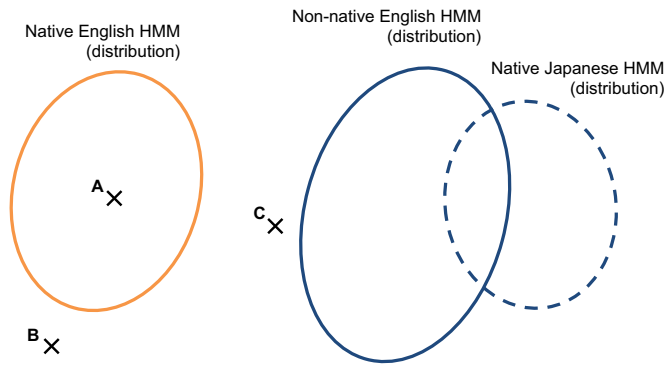 Native English HMM
(distribution)
Non-native English HMM
(distribution)
Native Japanese HMM
(distribution)
A
C
B